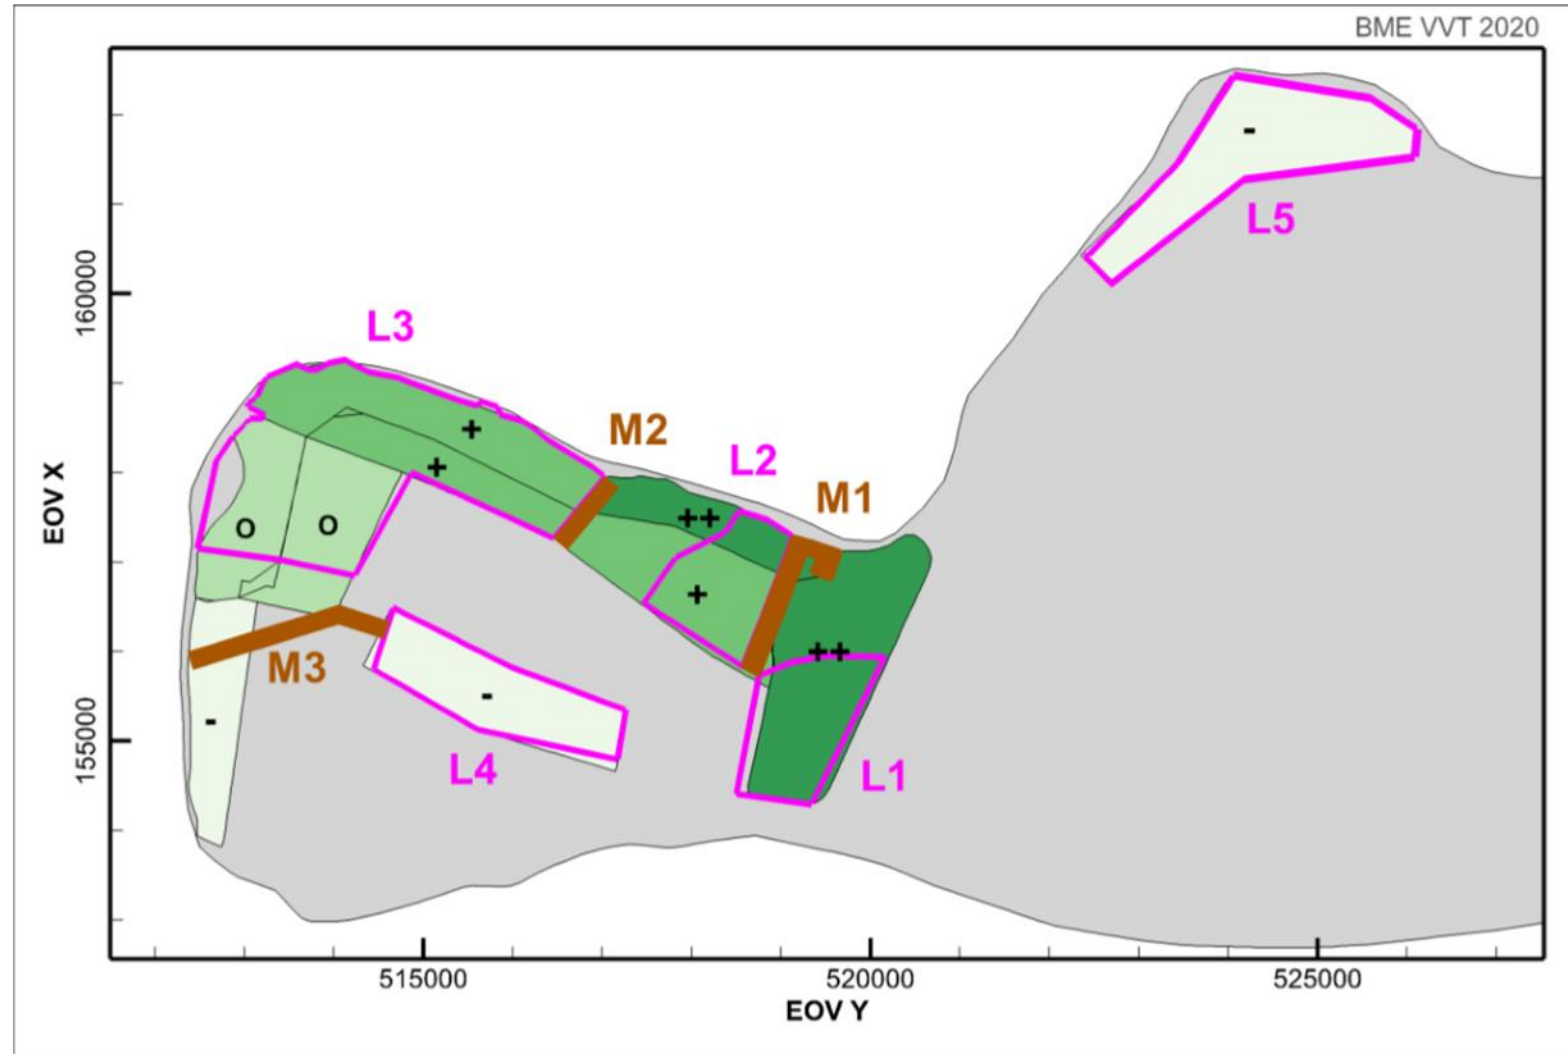 BME VVT 2020
-
L5
160000
L3
M2
+
L2
+
M1
EOV X
++
o
o
+
++
M3
-
-
155000
L4
L1
515000
520000
525000
EOV Y